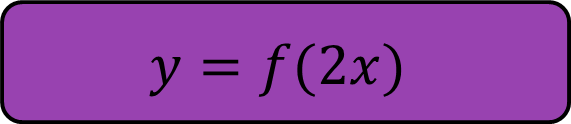 y = f(2x)